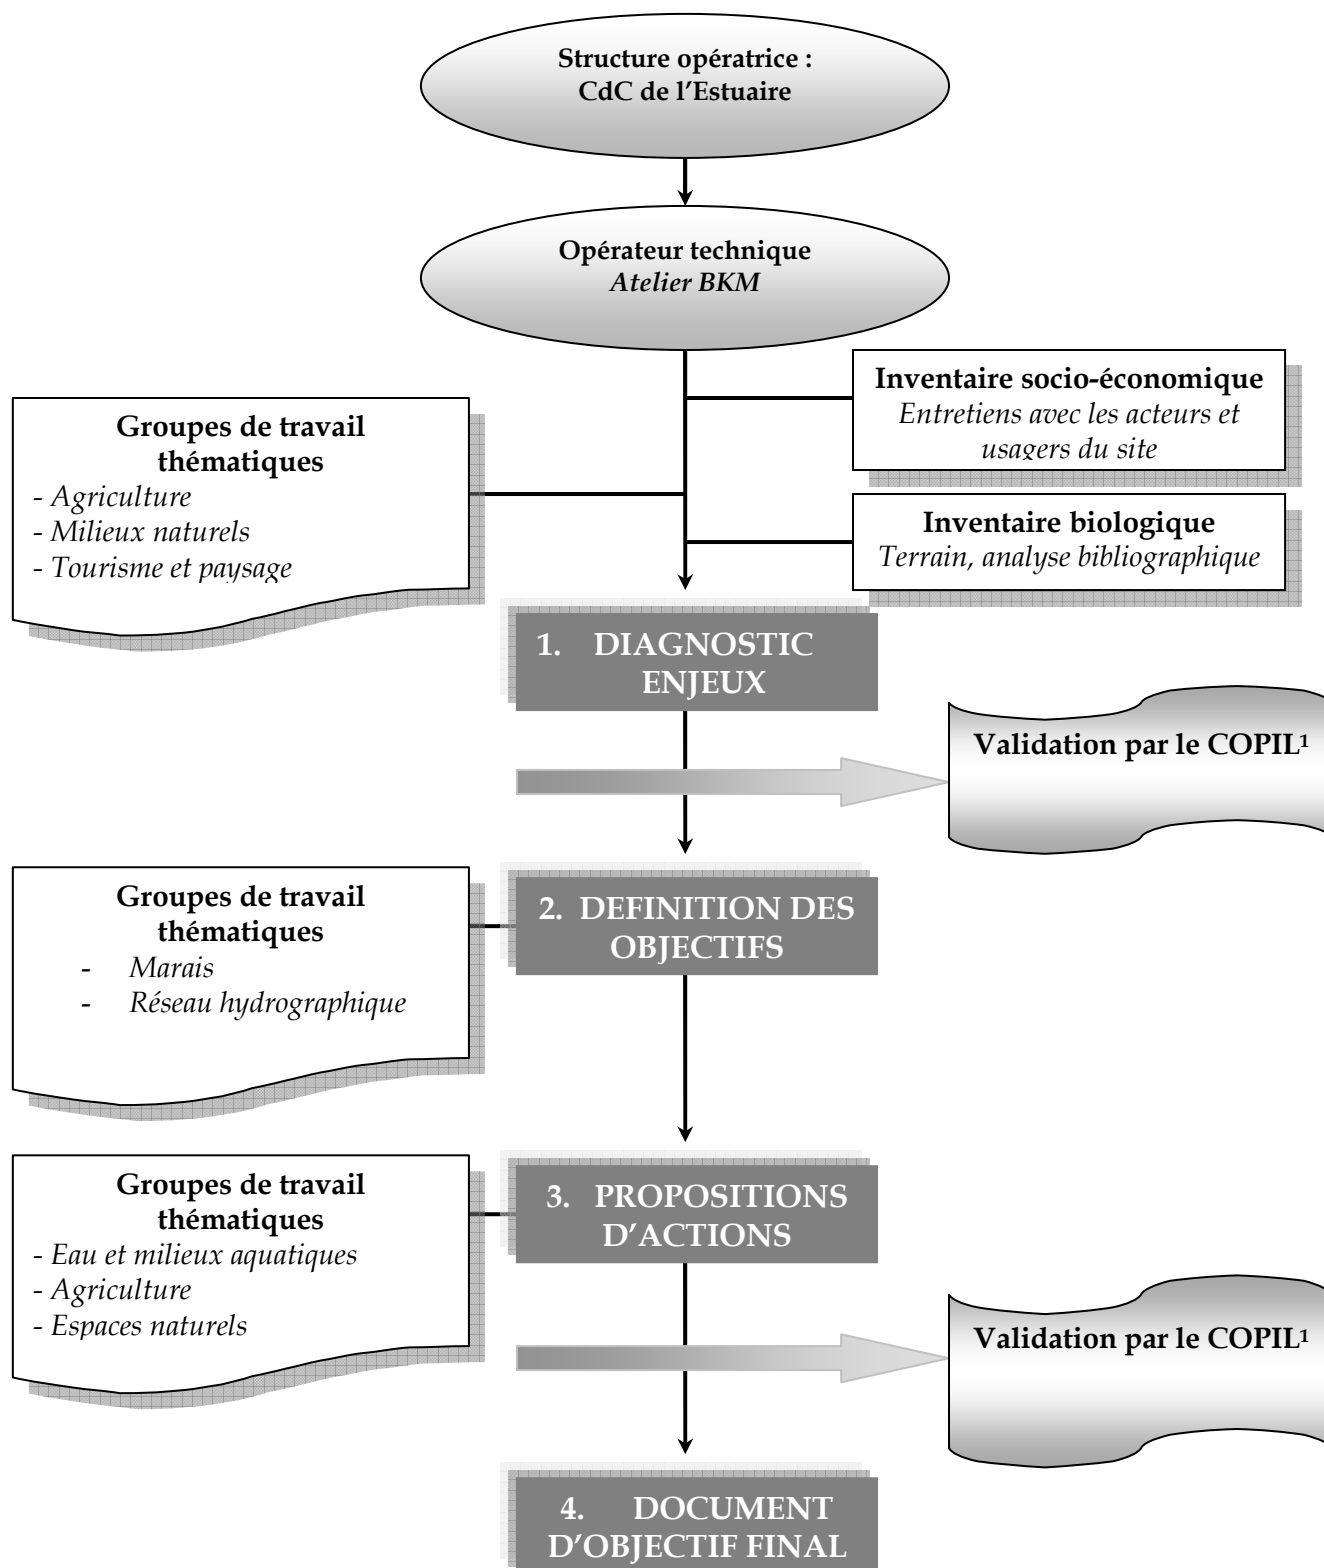 Structure opératrice :
CdC de l'Estuaire
Opérateur technique
Atelier BKM
Inventaire socio-économique
Entretiens avec les acteurs et
usagers du site
Groupes de travail
thématiques
- Agriculture
- Milieux naturels
- Tourisme et paysage
Inventaire biologique
Terrain, analyse bibliographique
1. DIAGNOSTIC
ENJEUX
Validation par le COPIL¹
Groupes de travail
thématiques
- Marais
- Réseau hydrographique
2. DEFINITION DES
OBJECTIFS
Groupes de travail
thématiques
- Eau et milieux aquatiques
- Agriculture
- Espaces naturels
3. PROPOSITIONS
D'ACTIONS
Validation par le COPIL¹
4. DOCUMENT
D'OBJECTIF FINAL